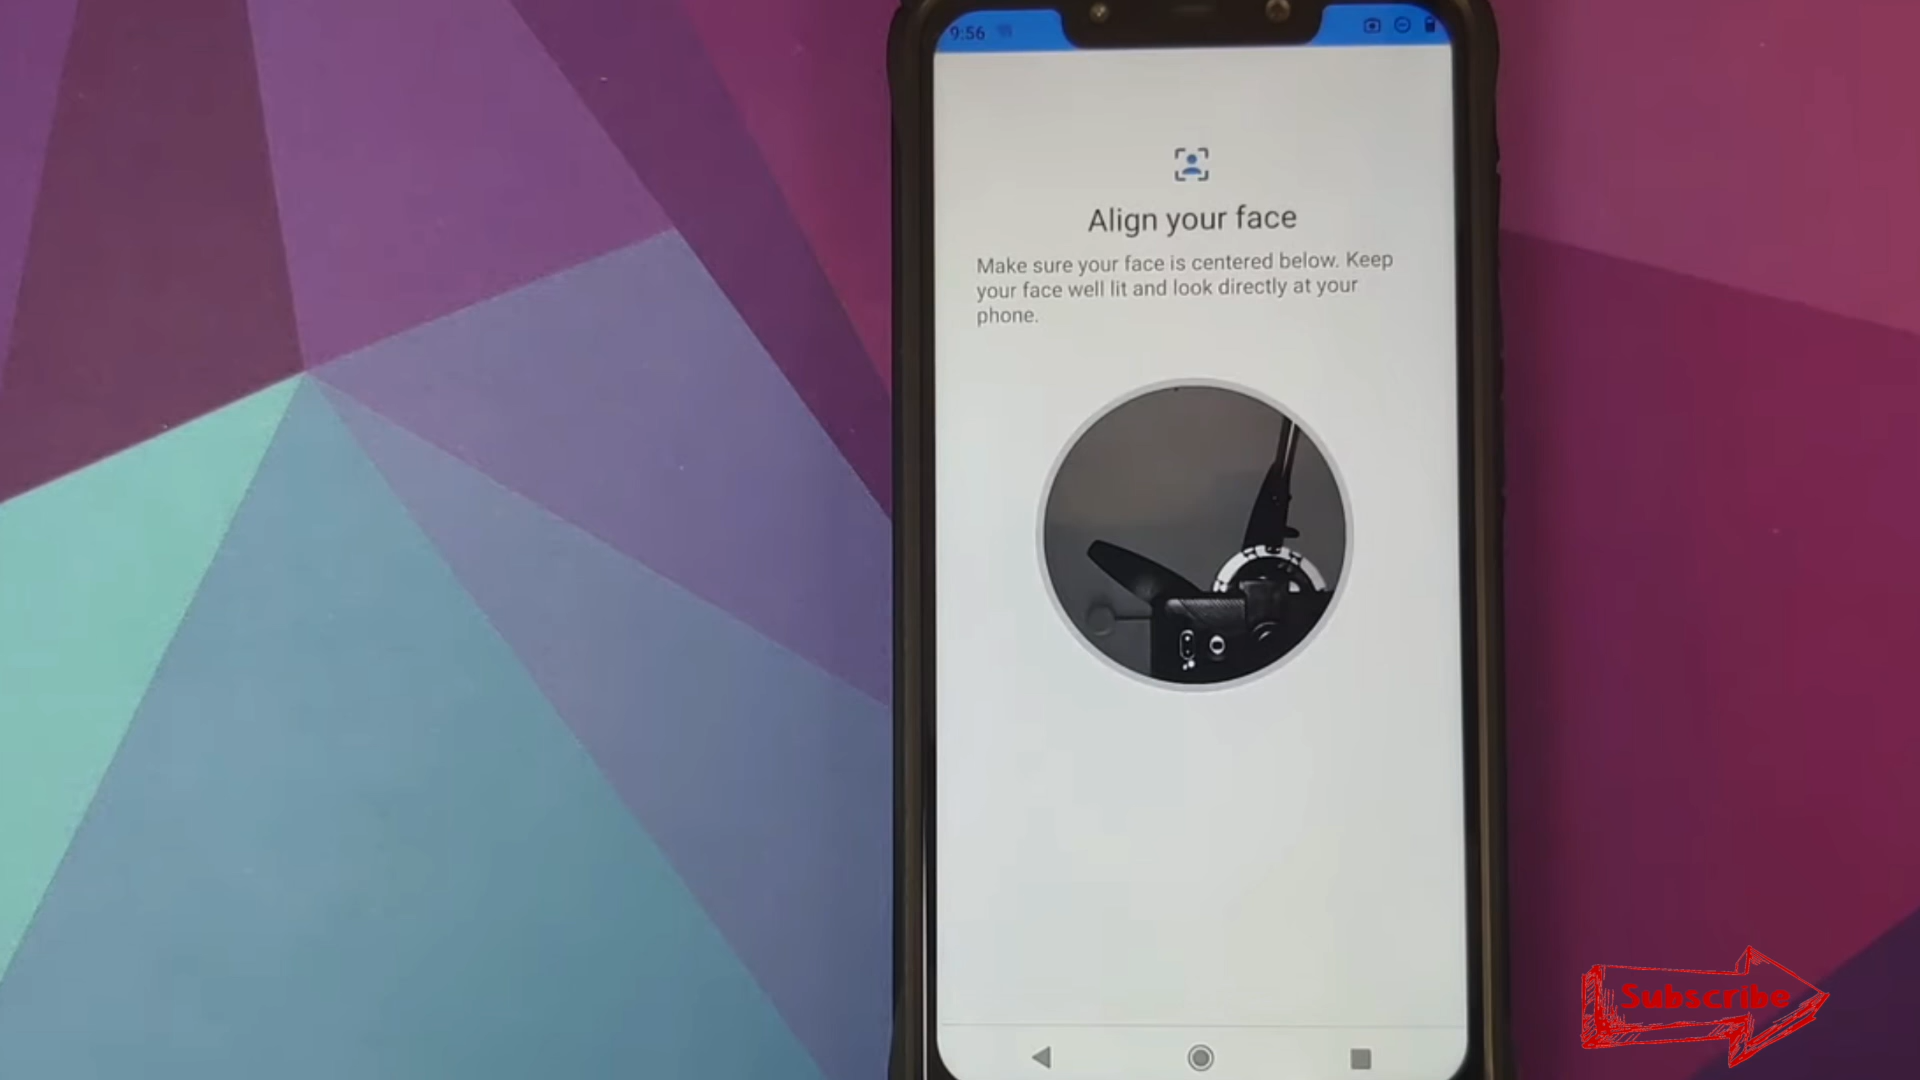 9:56
Align your face
Make sure your face is centered below. Keep
your face well lit and look directly at your
phone.
Subscribe